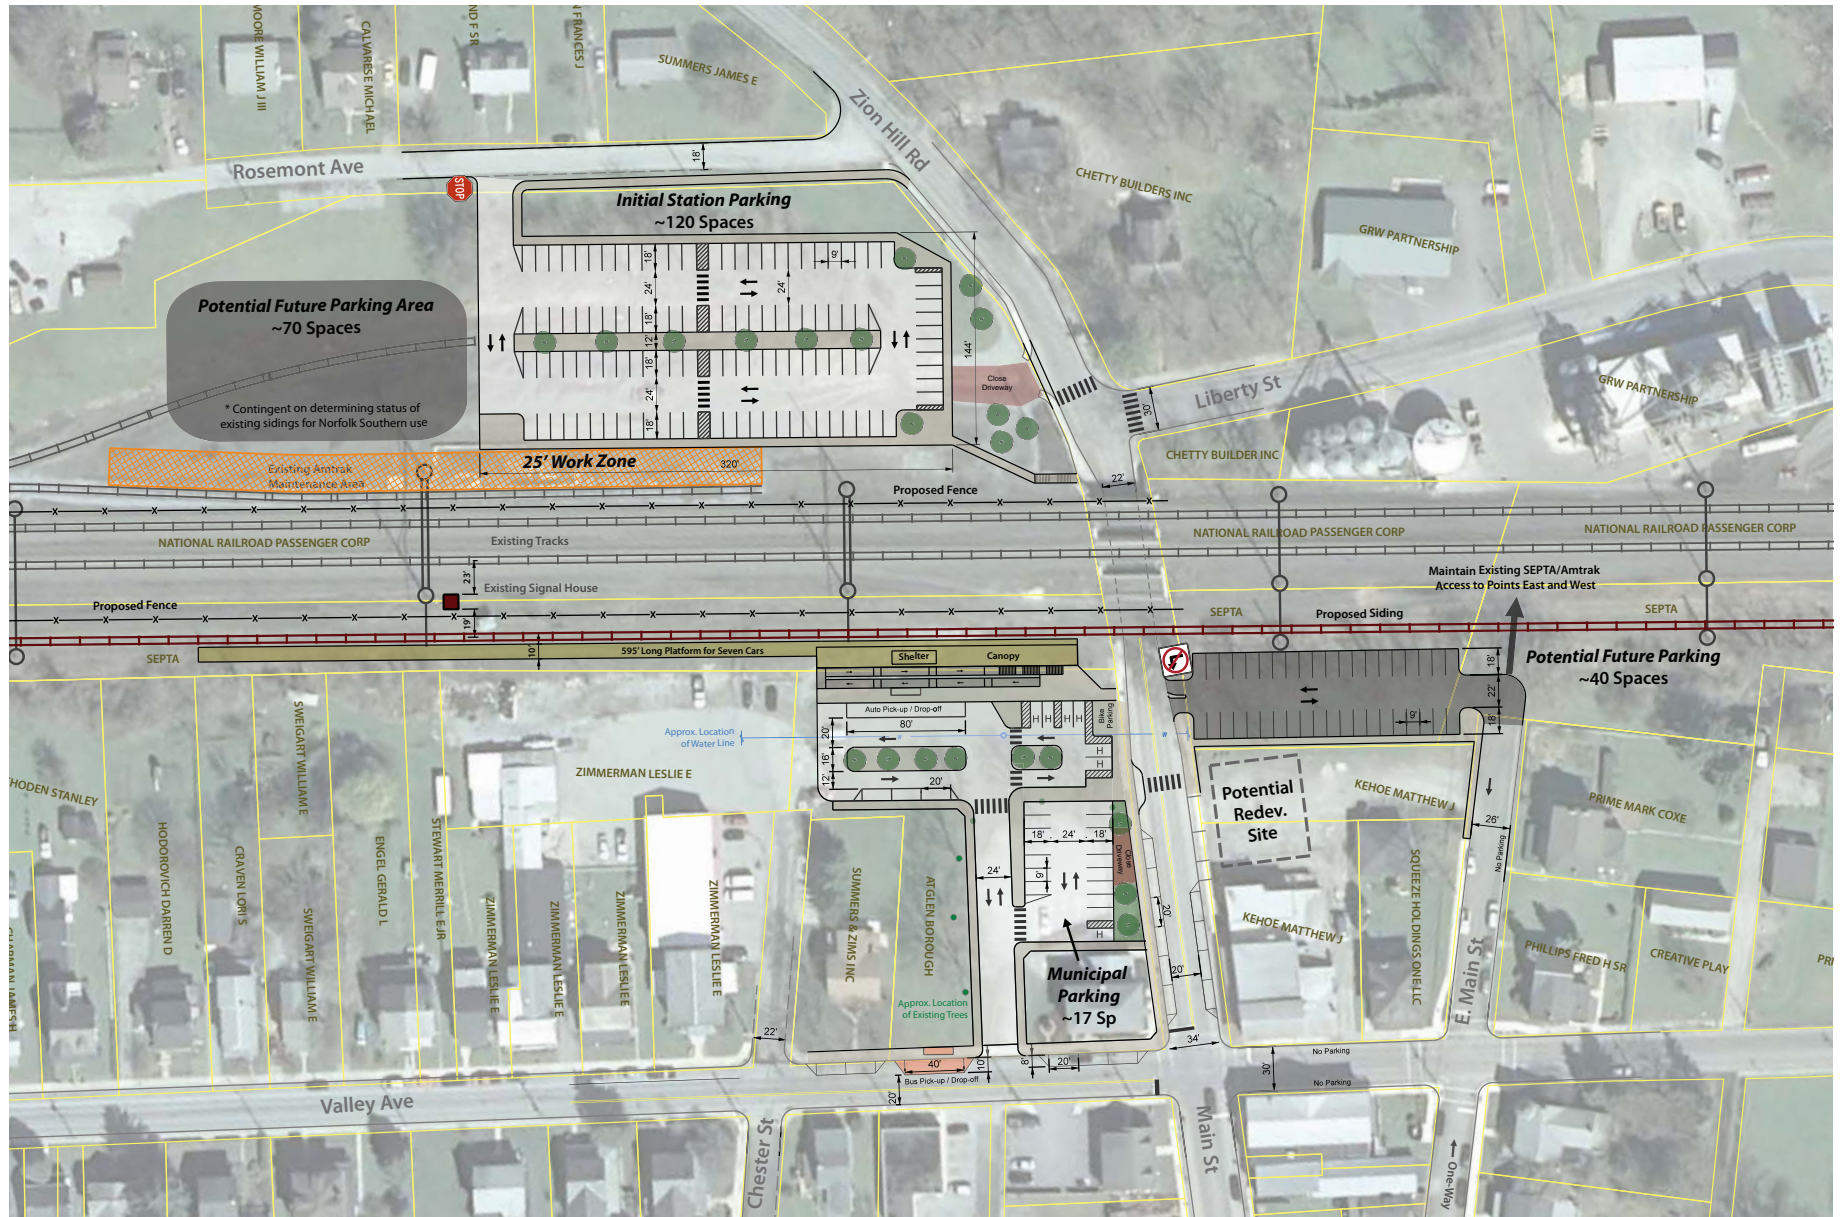 MOORE WILLIAM J III
CALVARESE MICHAEL
ND F SR
N FRANCES J
SUMMERS JAMES E
Zion Hill Rd
Rosemont Ave
18'
STOP
CHETTY BUILDERS INC
GRW PARTNERSHIP
Initial Station Parking
~120 Spaces
18'
9'
24'
24'
18'
12'
18'
24'
18'
144'
Potential Future Parking Area
~70 Spaces
* Contingent on determining status of
existing sidings for Norfolk Southern use
Close
Driveway
Liberty St
30'
GRW PARTNERSHIP
CHETTY BUILDER INC
25' Work Zone
320'
Existing Amtrak
Maintenance Area
22'
Proposed Fence
NATIONAL RAILROAD PASSENGER CORP
Existing Tracks
NATIONAL RAILROAD PASSENGER CORP
NATIONAL RAILROAD PASSENGER CORP
23'
Existing Signal House
Maintain Existing SEPTA/Amtrak
Access to Points East and West
Proposed Fence
19'
SEPTA
Proposed Siding
SEPTA
SEPTA
10'
595' Long Platform for Seven Cars
Shelter
Canopy
Potential Future Parking
~40 Spaces
18'
22'
18'
9'
Auto Pick-up / Drop-off
80'
H H H H
Bike
Parking
H
H
Approx. Location
of Water Line
w
w
20'
16'
12'
20'
HODEN STANLEY
SWEIGART WILLIAM E
ZIMMERMAN LESLIE E
Potential
Redev.
Site
KEHOE MATTHEW J
PRIME MARK COXE
26'
No Parking
HODOROVICH DARREN D
CRAVEN LORI S
SWEIGART WILLIAM E
ENGEL GERALD L
STEWART MERRILL E JR
ZIMMERMAN LESLIE E
ZIMMERMAN LESLIE E
ZIMMERMAN LESLIE E
ZIMMERMAN LESLIE E
SUMMERS & ZINIS INC
ATGLEN BOROUGH
18'
24'
18'
9'
24'
Close
Driveway
20'
H
KEHOE MATTHEW J
SQUEEZE HOLDINGS ONE LLC
PHILLIPS FRED H SR
CREATIVE PLAY
PRI
CHAPMAN JAMES H
Municipal
Parking
~17 Sp
20'
Approx. Location
of Existing Trees
E. Main St
22'
34'
40'
10'
8'
20'
Bus Pick-up / Drop-off
20'
30'
No Parking
No Parking
Valley Ave
Chester St
Main St
One-Way